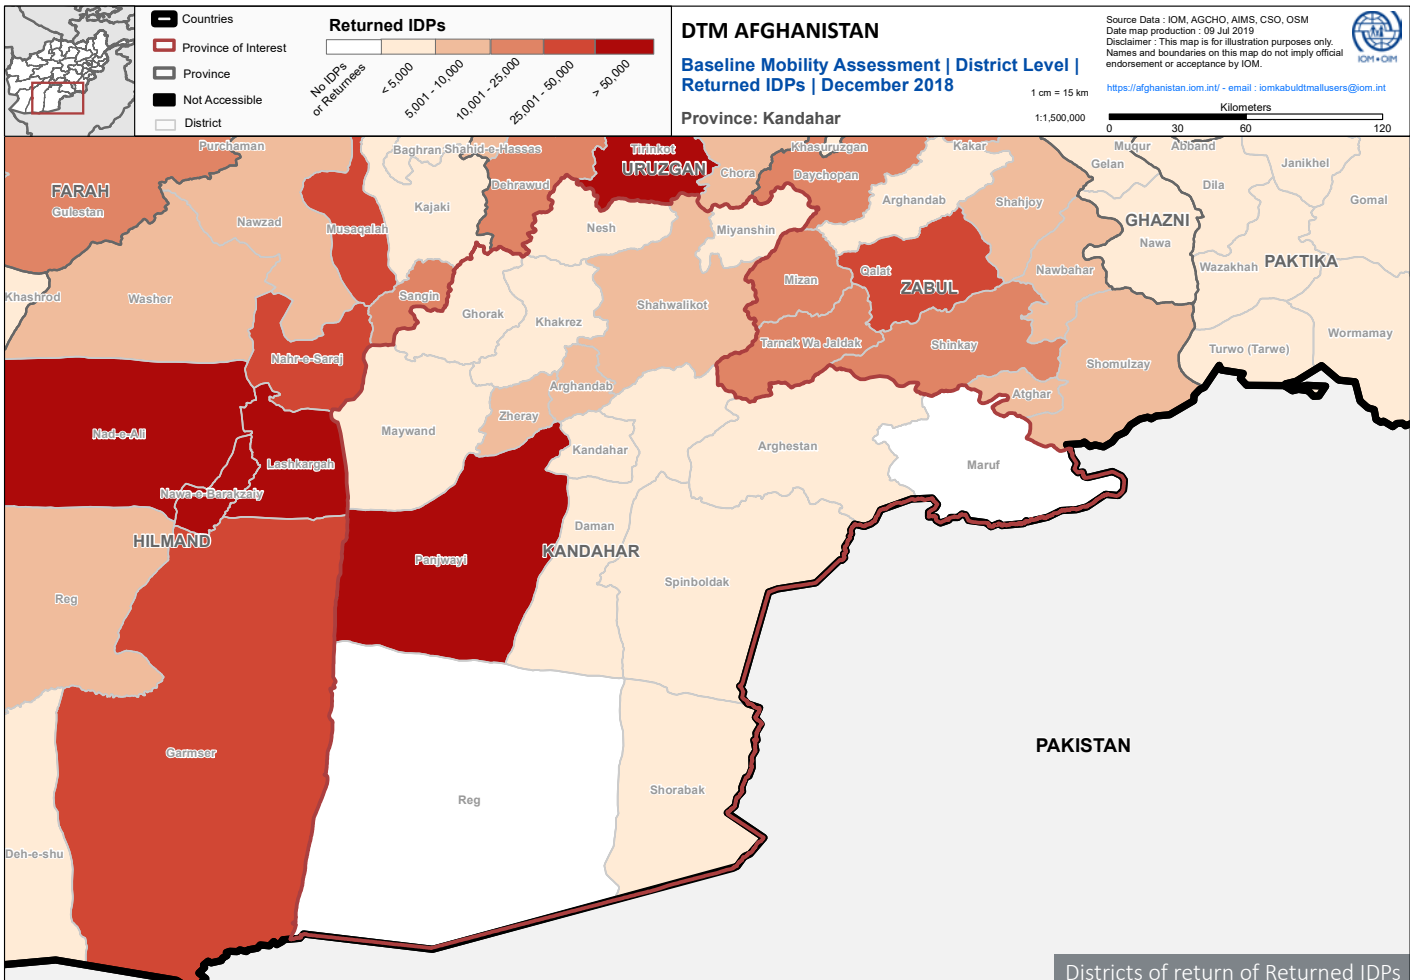 Countries
Province of Interest
Province
Not Accessible
District
Returned IDPs
No IDPs
or Returnees
< 5,000
5,001 - 10,000
10,001 - 25,000
25,001 - 50,000
> 50,000
DTM AFGHANISTAN
Baseline Mobility Assessment | District Level |
Returned IDPs | December 2018
Province: Kandahar
1 cm = 15 km
1:1,500,000
Source Data : IOM, AGCHO, AIMS, CSO, OSM
Date map production : 09 Jul 2019
Disclaimer : This map is for illustration purposes only.
Names and boundaries on this map do not imply official
endorsement or acceptance by IOM.
https://afghanistan.iom.int/ - email : iomkabuldtmallusers@iom.int
IOM•OIM
Kilometers
0 30 60 120
Purchaman
Baghran
Shahid-e-Hassas
Tirinkot
URUZGAN
Chora
Khasuruzgan
Daychopan
Kakar
Muqur
Abband
Gelan
Janikhel
FARAH
Gulestan
Nawzad
Musaqalah
Kajaki
Dehrawud
Nesh
Miyanshin
Arghandab
Shahjoy
GHAZNI
Nawa
Dila
Gomal
Khashrod
Washer
Sangin
Ghorak
Khakrez
Shahwalikot
Mizan
Qalat
ZABUL
Nawbahar
Wazakhah
PAKTIKA
Nahr-e-Saraj
Tarnak Wa Jaldak
Shinkay
Shomulzay
Turwo (Tarwe)
Wormamay
Arghandab
Zheray
Atghar
Nad-e-Ali
Lashkargah
Maywand
Kandahar
Arghestan
Maruf
Nawa-e-Barakzaiy
HILMAND
Panjwayi
Daman
KANDAHAR
Spinboldak
Reg
Garmser
Reg
Shorabak
PAKISTAN
Deh-e-shu
Districts of return of Returned IDPs